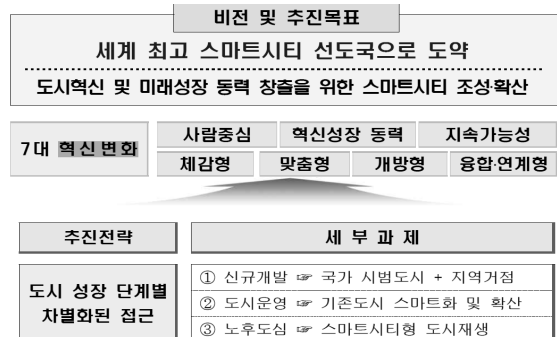 비전 및 추진목표
세계 최고 스마트시티 선도국으로 도약
도시혁신 및 미래성장 동력 창출을 위한 스마트시티 조성·확산
7대 혁신변화
사람중심 혁신성장 동력 지속가능성
체감형 맞춤형 개방형 융합·연계형
추진전략
세 부 과 제
도시 성장 단계별
차별화된 접근
① 신규개발 ☞ 국가 시범도시 + 지역거점
② 도시운영 ☞ 기존도시 스마트화 및 확산
③ 노후도심 ☞ 스마트시티형 도시재생